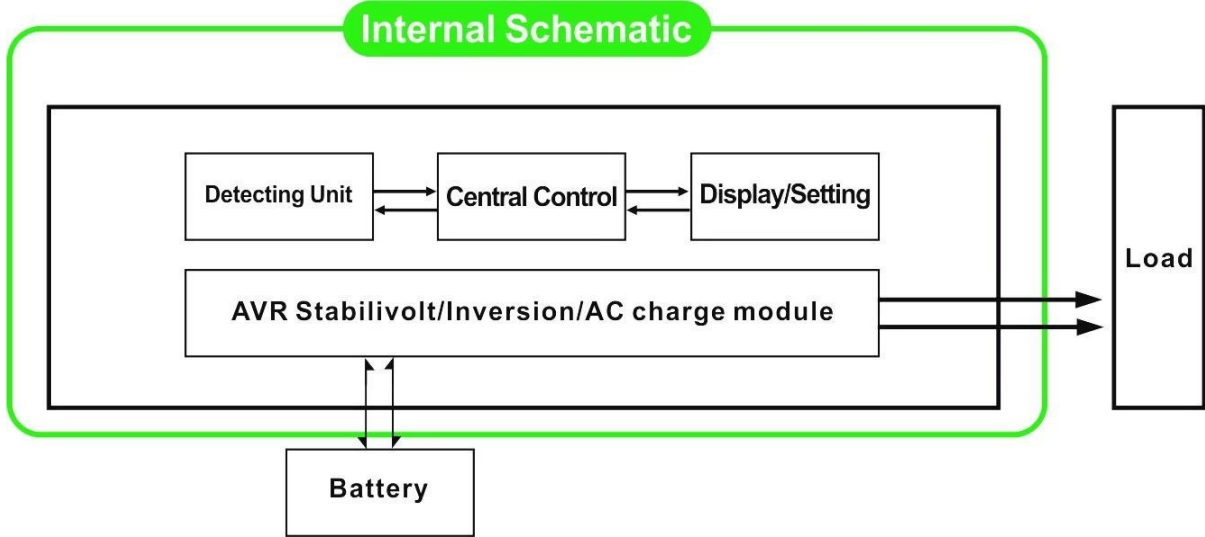 Internal Schematic
Detecting Unit
Central Control
Display/Setting
AVR Stabilivolt/Inversion/AC charge module
Load
Battery